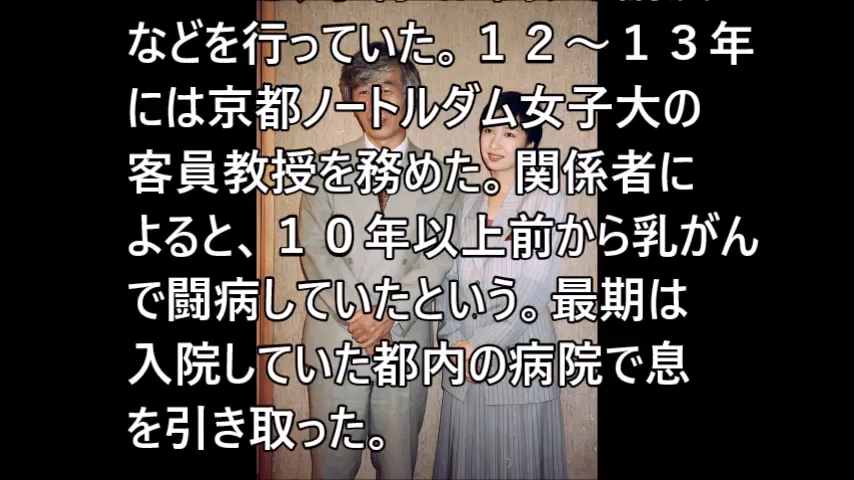 などを行っていた。１２～１３年
には京都ノートルダム女子大の
客員教授を務めた。関係者に
よると、１０年以上前から乳がん
で闘病していたという。最期は
入院していた都内の病院で息
を引き取った。